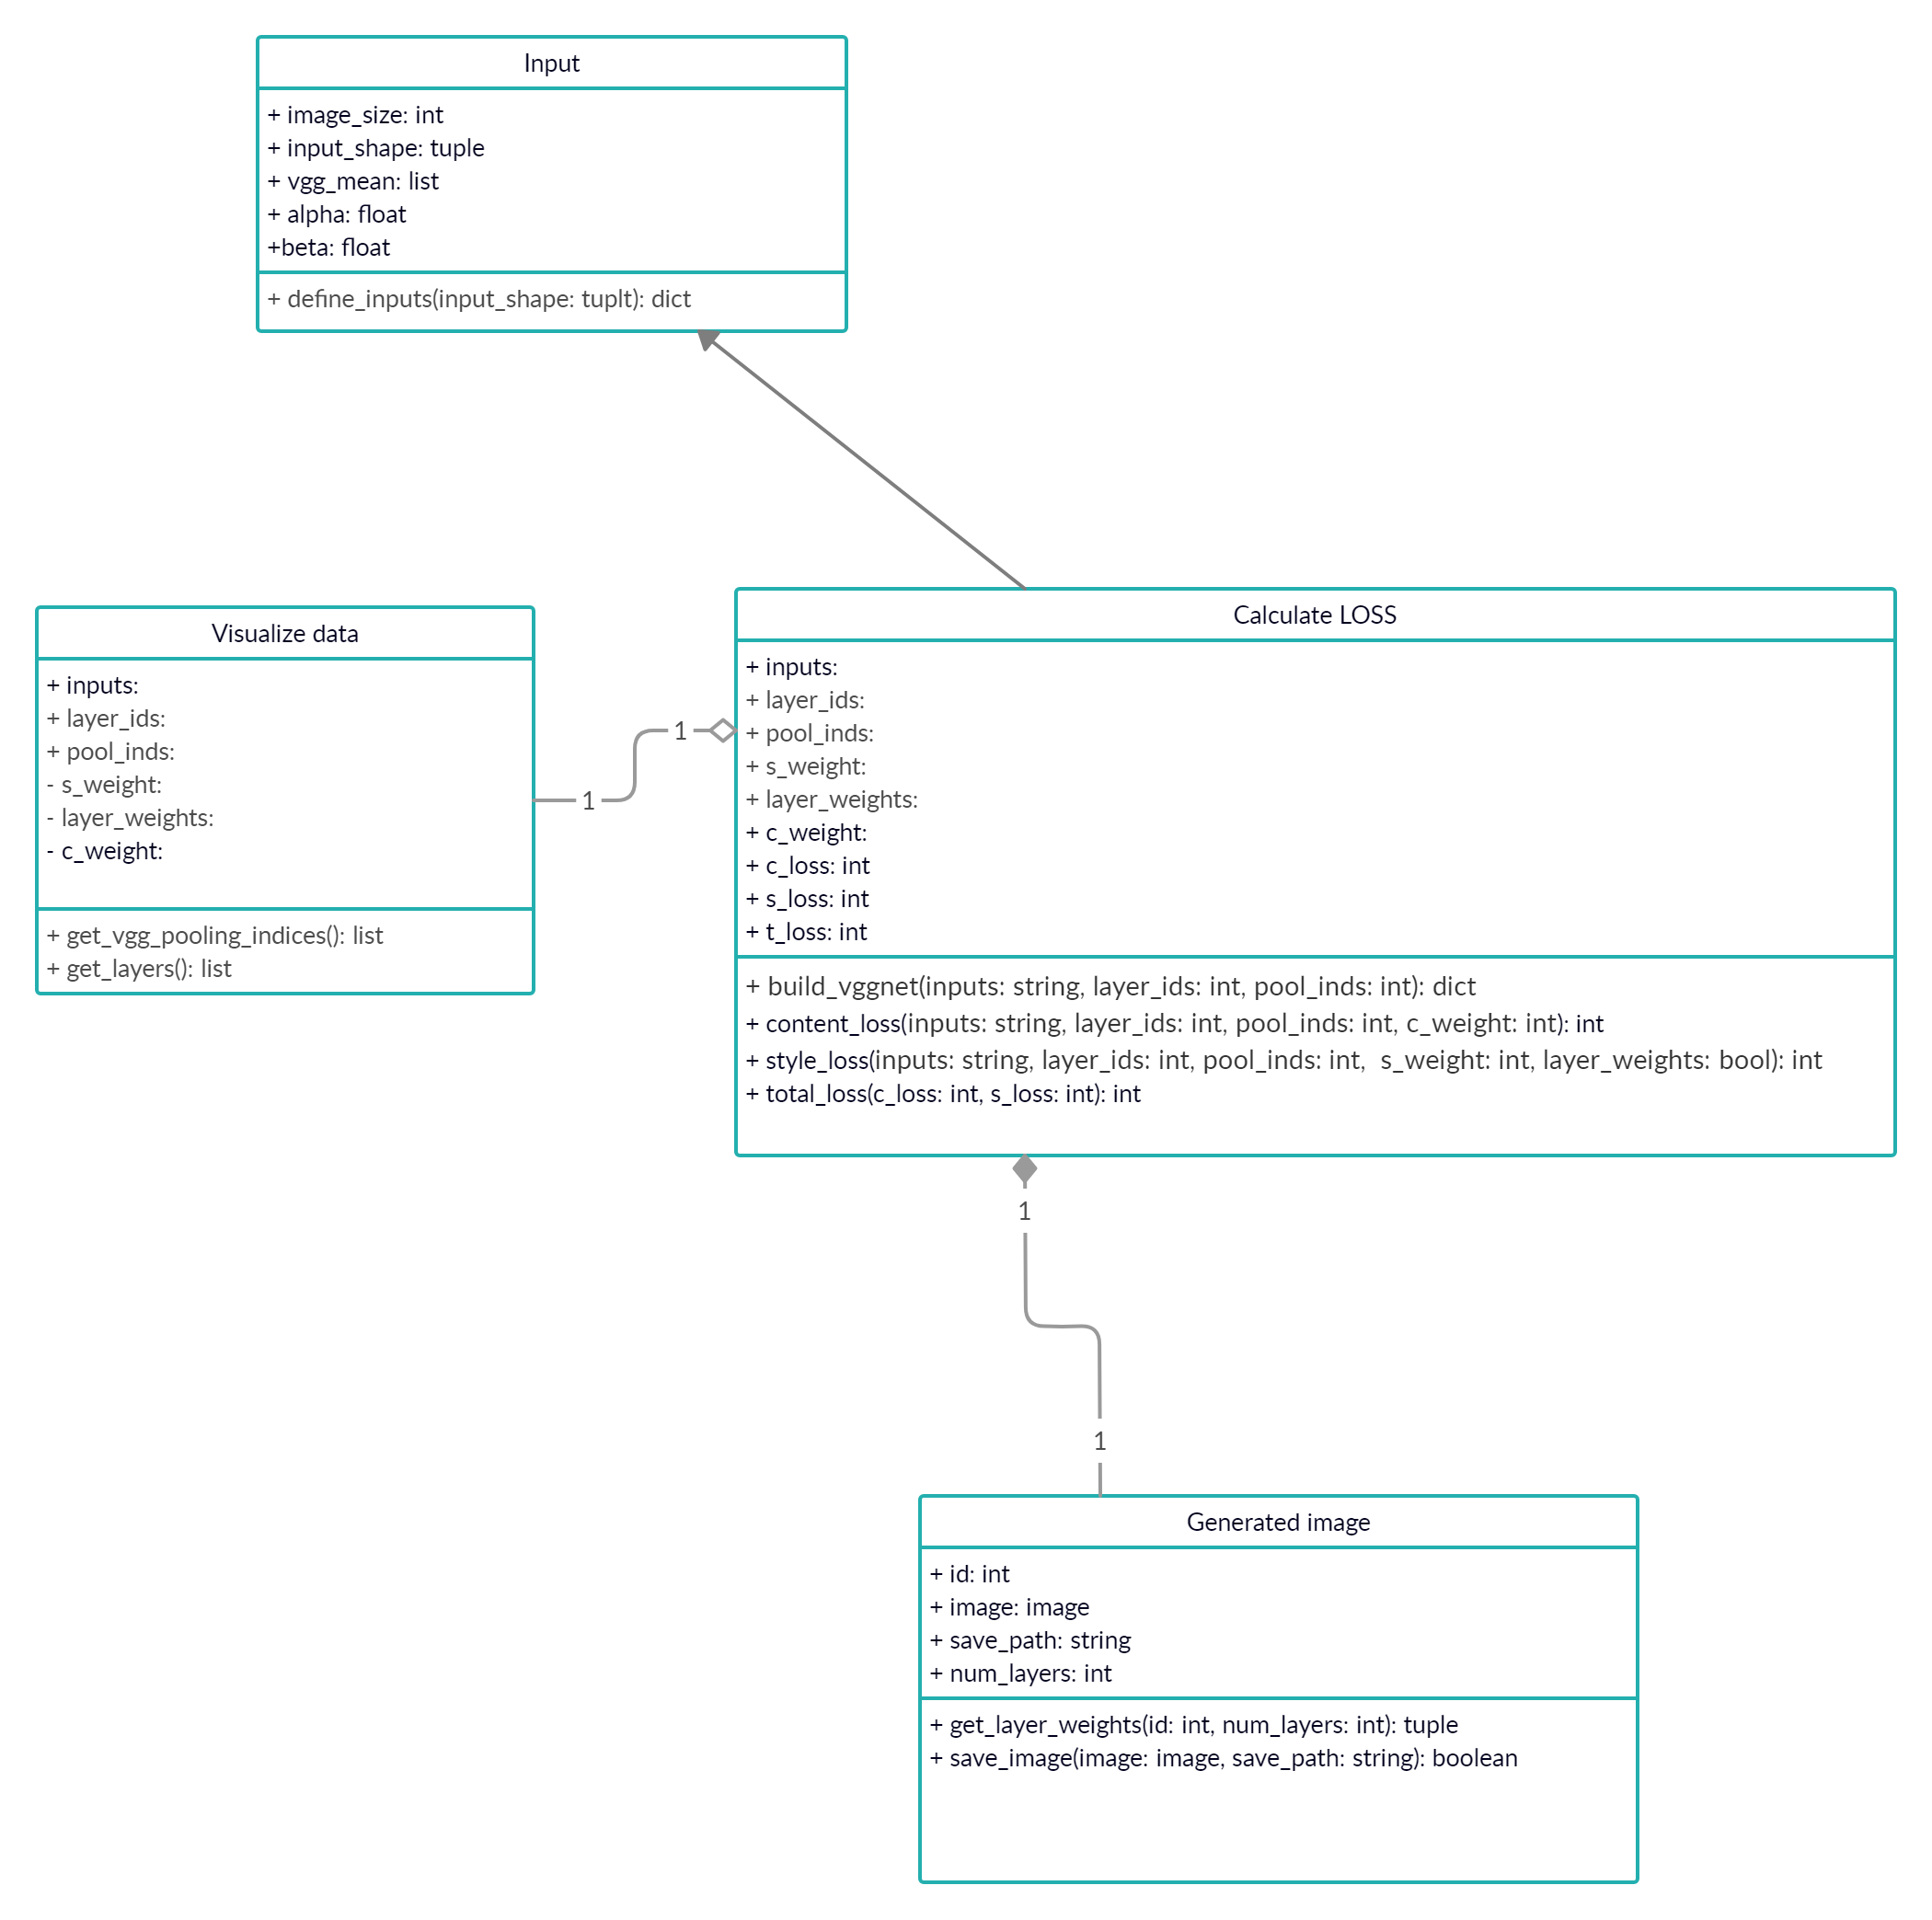 Input
+ image_size: int
+ input_shape: tuple
+ vgg_mean: list
+ alpha: float
+beta: float
+ define_inputs(input_shape: tuplt): dict
Visualize data
+ inputs:
+ layer_ids:
+ pool_inds:
- s_weight:
- layer_weights:
- c_weight:
+ get_vgg_pooling_indices(): list
+ get_layers(): list
1
1
Calculate LOSS
+ inputs:
+ layer_ids:
+ pool_inds:
+ s_weight:
+ layer_weights:
+ c_weight:
+ c_loss: int
+ s_loss: int
+ t_loss: int
+ build_vggnet(inputs: string, layer_ids: int, pool_inds: int): dict
+ content_loss(inputs: string, layer_ids: int, pool_inds: int, c_weight: int): int
+ style_loss(inputs: string, layer_ids: int, pool_inds: int,  s_weight: int, layer_weights: bool): int
+ total_loss(c_loss: int, s_loss: int): int
1
1
Generated image
+ id: int
+ image: image
+ save_path: string
+ num_layers: int
+ get_layer_weights(id: int, num_layers: int): tuple
+ save_image(image: image, save_path: string): boolean